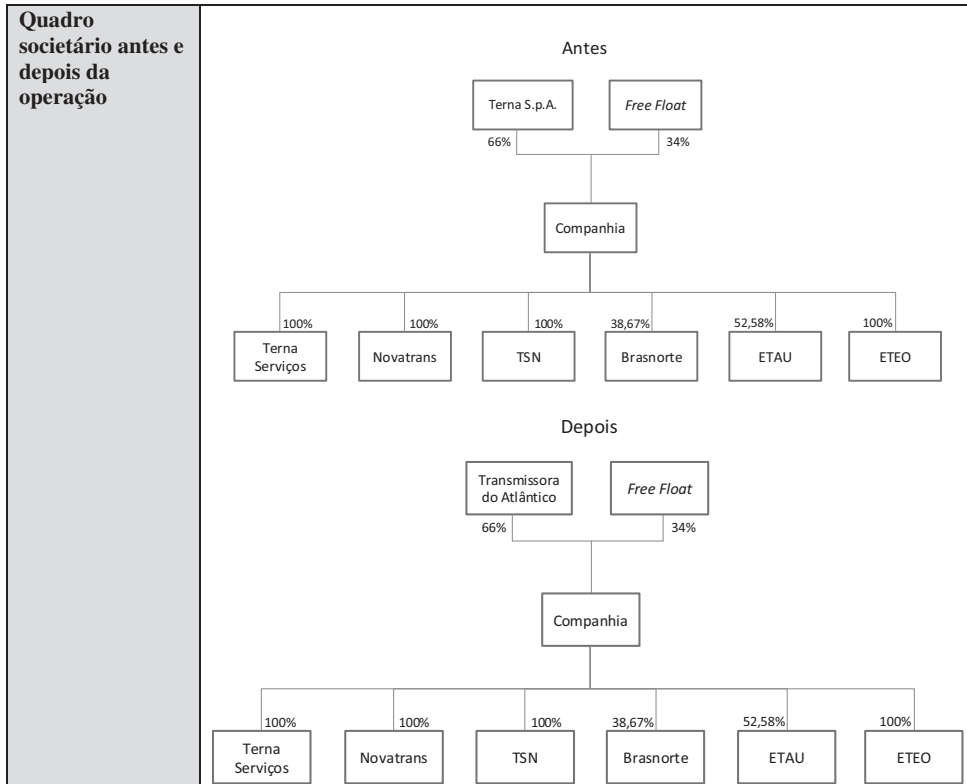 Quadro
societário antes e
depois da
operação
Antes
Terna S.p.A.
Free Float
66%
34%
Companhia
100%
100%
100%
38,67%
52,58%
100%
Terna
Serviços
Novatrans
TSN
Brasnorte
ETAU
ETEO
Depois
Transmissora
do Atlântico
Free Float
66%
34%
Companhia
100%
100%
100%
38,67%
52,58%
100%
Terna
Serviços
Novatrans
TSN
Brasnorte
ETAU
ETEO